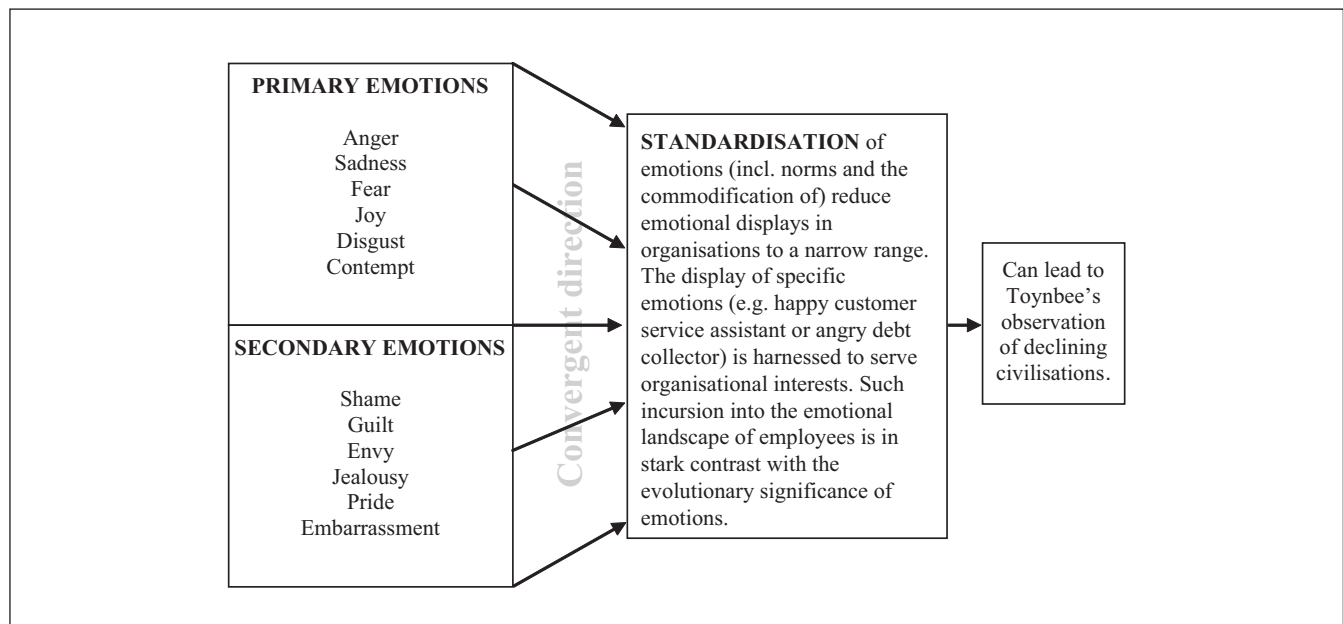 PRIMARY EMOTIONS
Anger
Sadness
Fear
Joy
Disgust
Contempt
SECONDARY EMOTIONS
Shame
Guilt
Envy
Jealousy
Pride
Embarrassment
Convergent direction
STANDARDISATION of
emotions (incl. norms and the
commodification of) reduce
emotional displays in
organisations to a narrow range.
The display of specific
emotions (e.g. happy customer
service assistant or angry debt
collector) is harnessed to serve
organisational interests. Such
incursion into the emotional
landscape of employees is in
stark contrast with the
evolutionary significance of
emotions.
Can lead to
Toynbee’s
observation
of declining
civilisations.